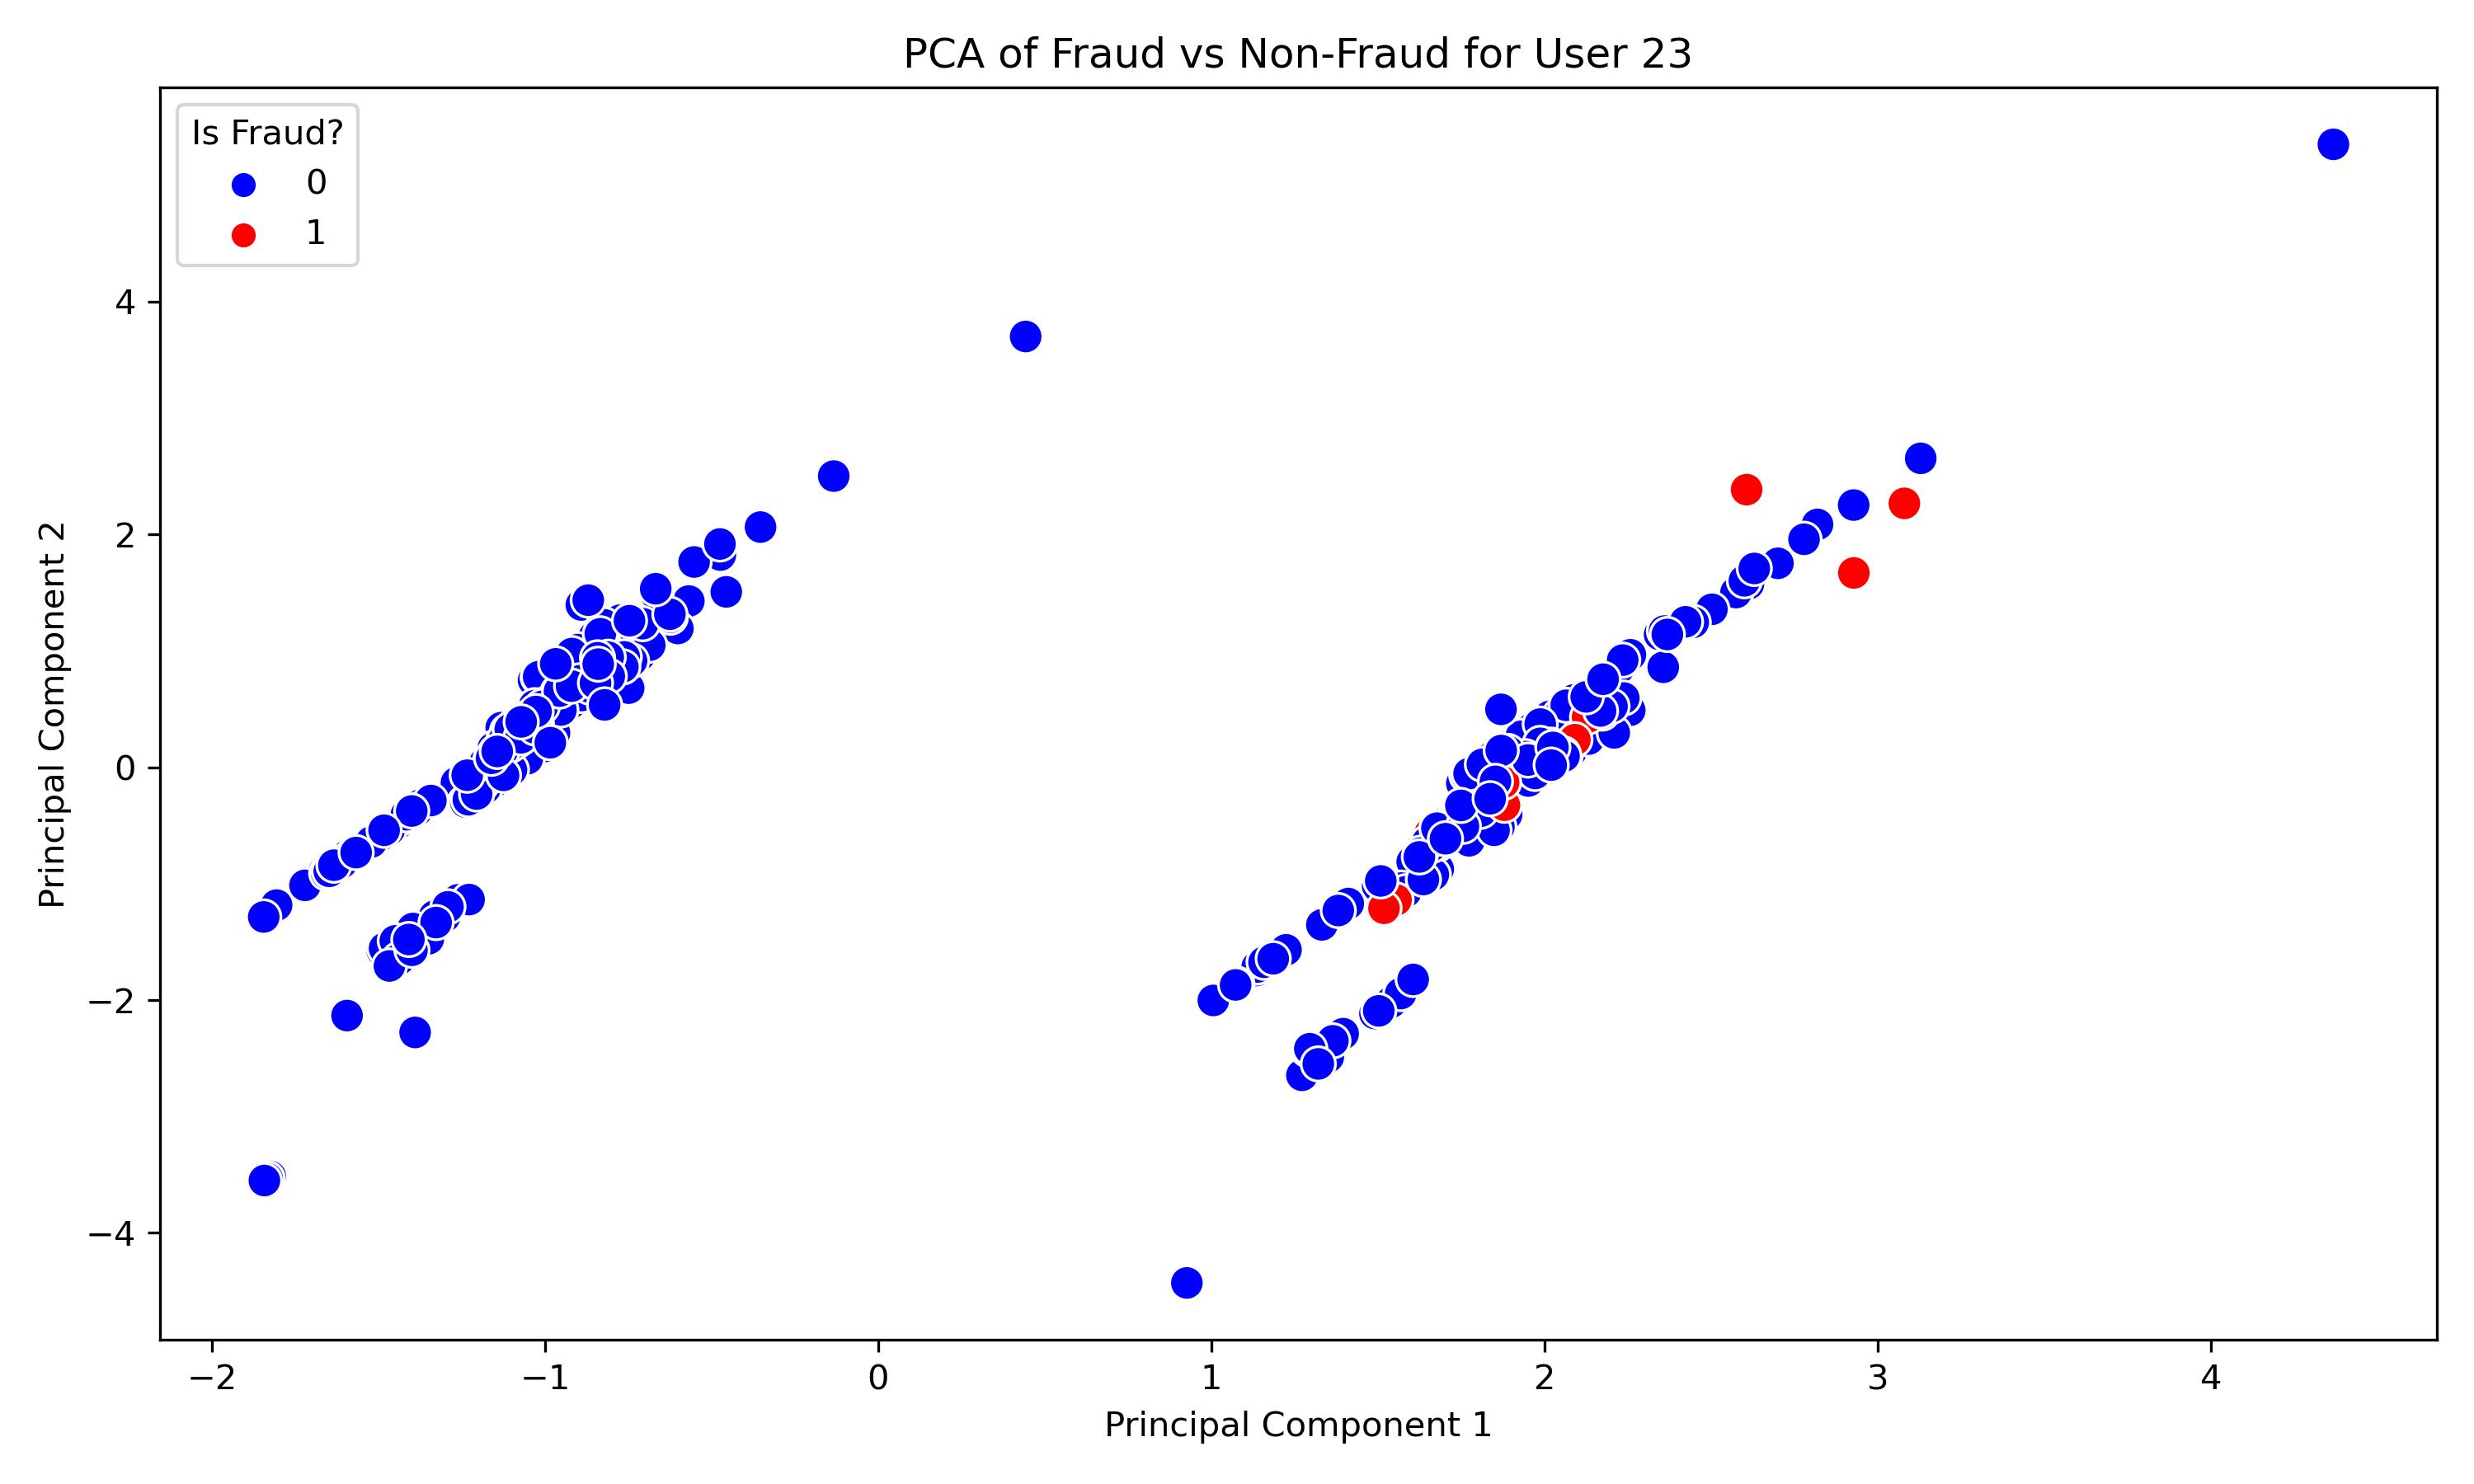 PCA of Fraud vs Non-Fraud for User 23
Is Fraud?
0
1
4
2
0
−2
−4
Principal Component 2
−2 −1 0 1 2 3 4
Principal Component 1